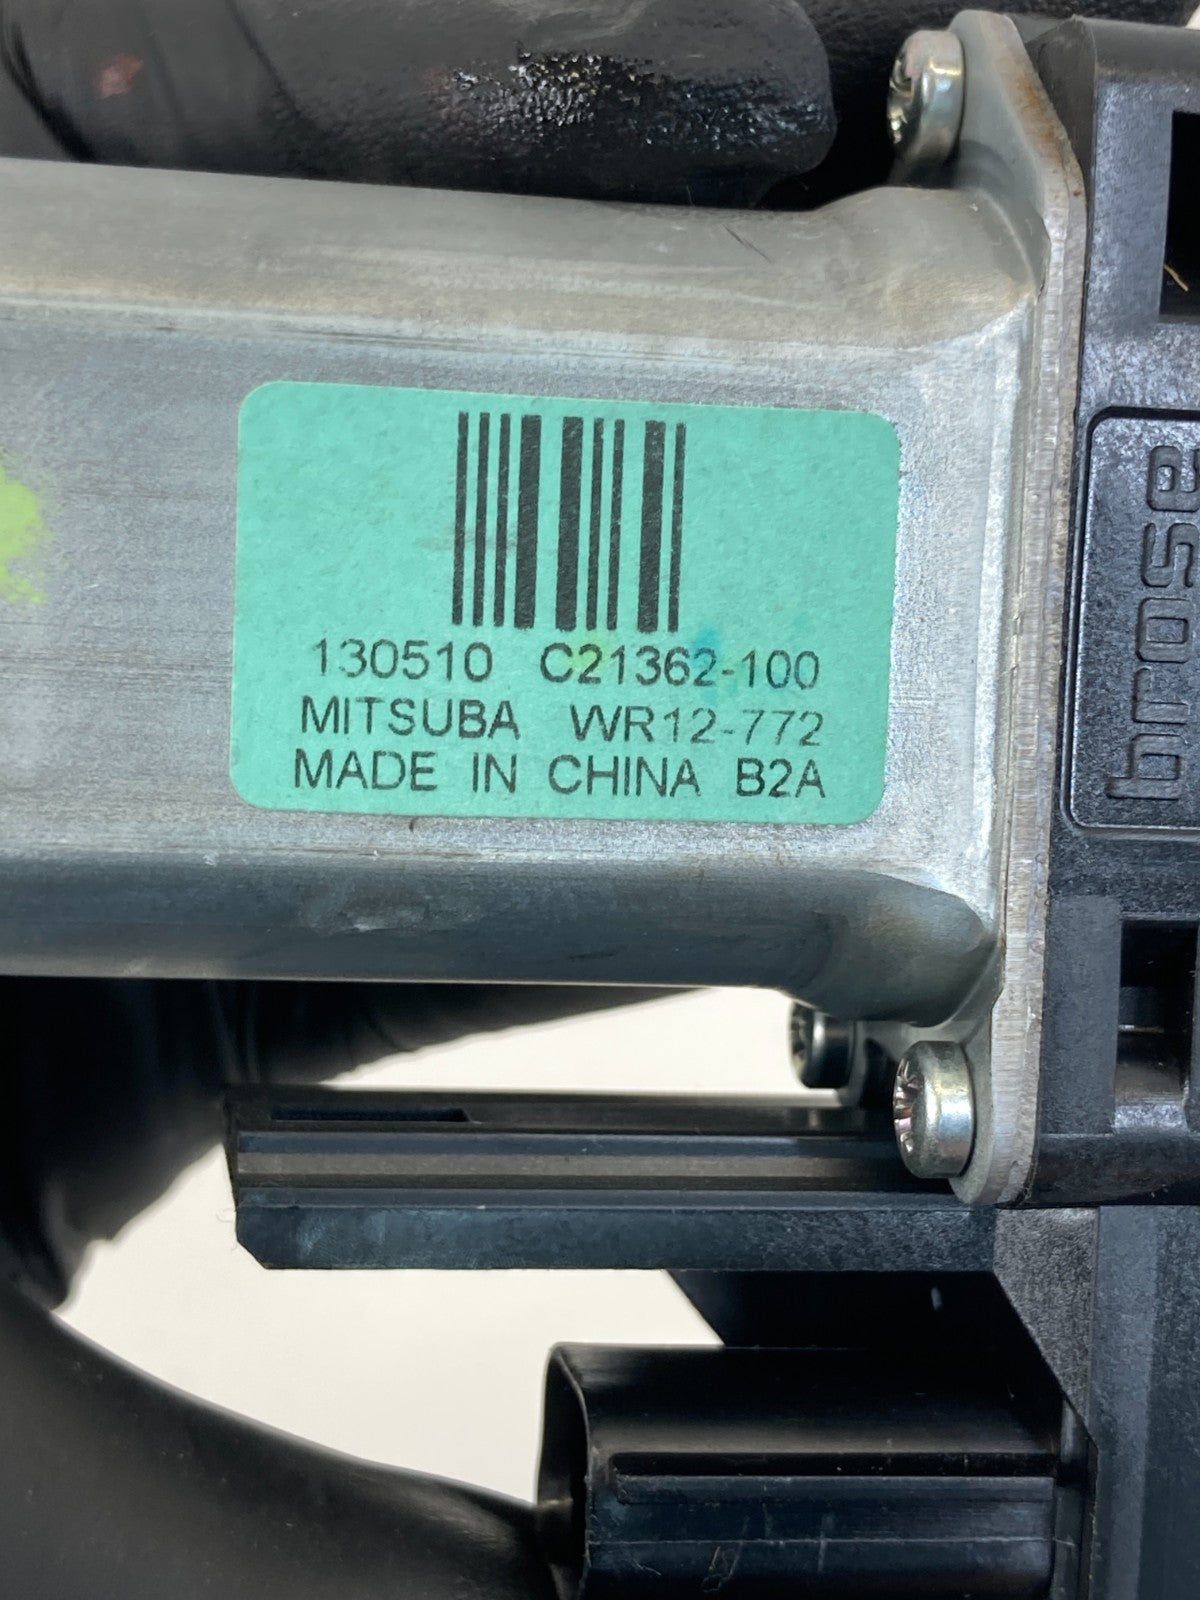 130510 C21362-100
MITSUBA WR12-772
MADE IN CHINA B2A
brose